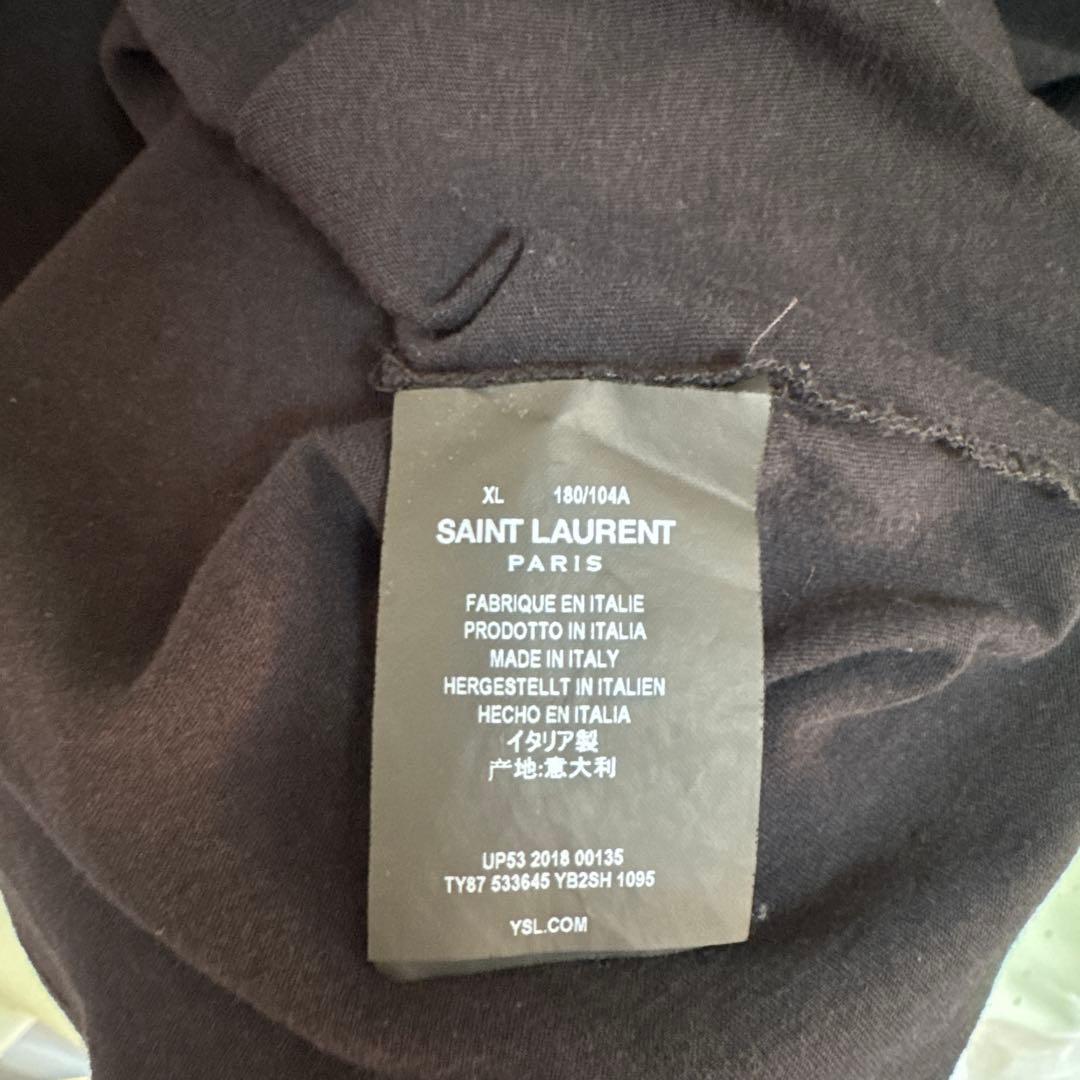 XL 180/104A
SAINT LAURENT
PARIS
FABRIQUE EN ITALIE
PRODOTTO IN ITALIA
MADE IN ITALY
HERGESTELLT IN ITALIEN
HECHO EN ITALIA
イタリア製
产地:意大利
UP53 2018 00135
TY87 533645 YB2SH 1095
YSL.COM